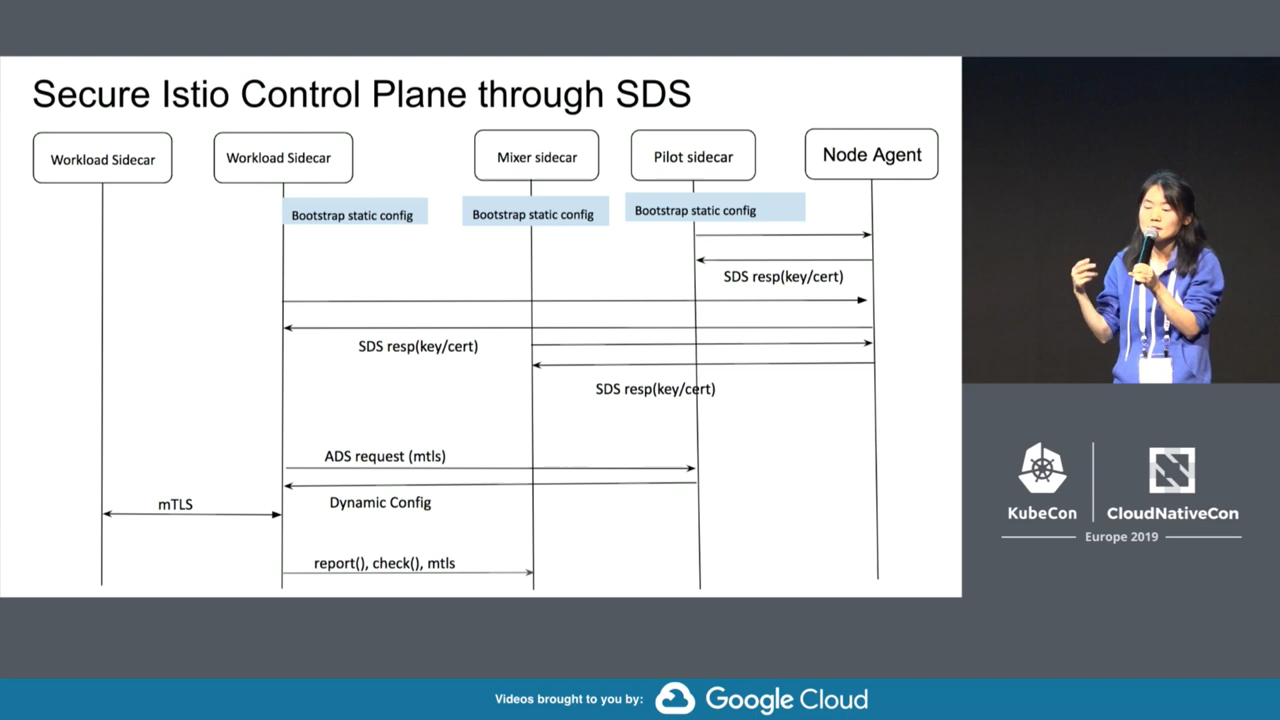 Secure Istio Control Plane through SDS
Workload Sidecar
Workload Sidecar
Mixer sidecar
Pilot sidecar
Node Agent
Bootstrap static config
Bootstrap static config
Bootstrap static config
SDS resp(key/cert)
SDS resp(key/cert)
SDS resp(key/cert)
ADS request (mtls)
Dynamic Config
mTLS
report(), check(), mtls
KubeCon
CloudNativeCon
Europe 2019
Videos brought to you by:
Google Cloud